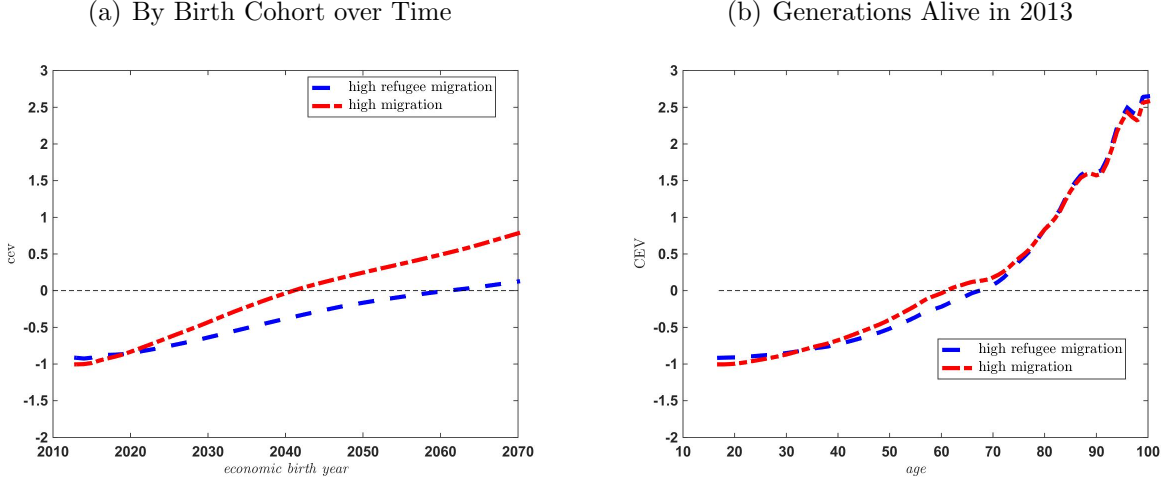 (a) By Birth Cohort over Time
3
2.5
2
1.5
1
0.5
0
-0.5
-1
-1.5
-2
cev
high refugee migration
high migration
2010 2020 2030 2040 2050 2060 2070
economic birth year
(b) Generations Alive in 2013
3
2.5
2
1.5
1
0.5
0
-0.5
-1
-1.5
-2
CEV
high refugee migration
high migration
10 20 30 40 50 60 70 80 90 100
age